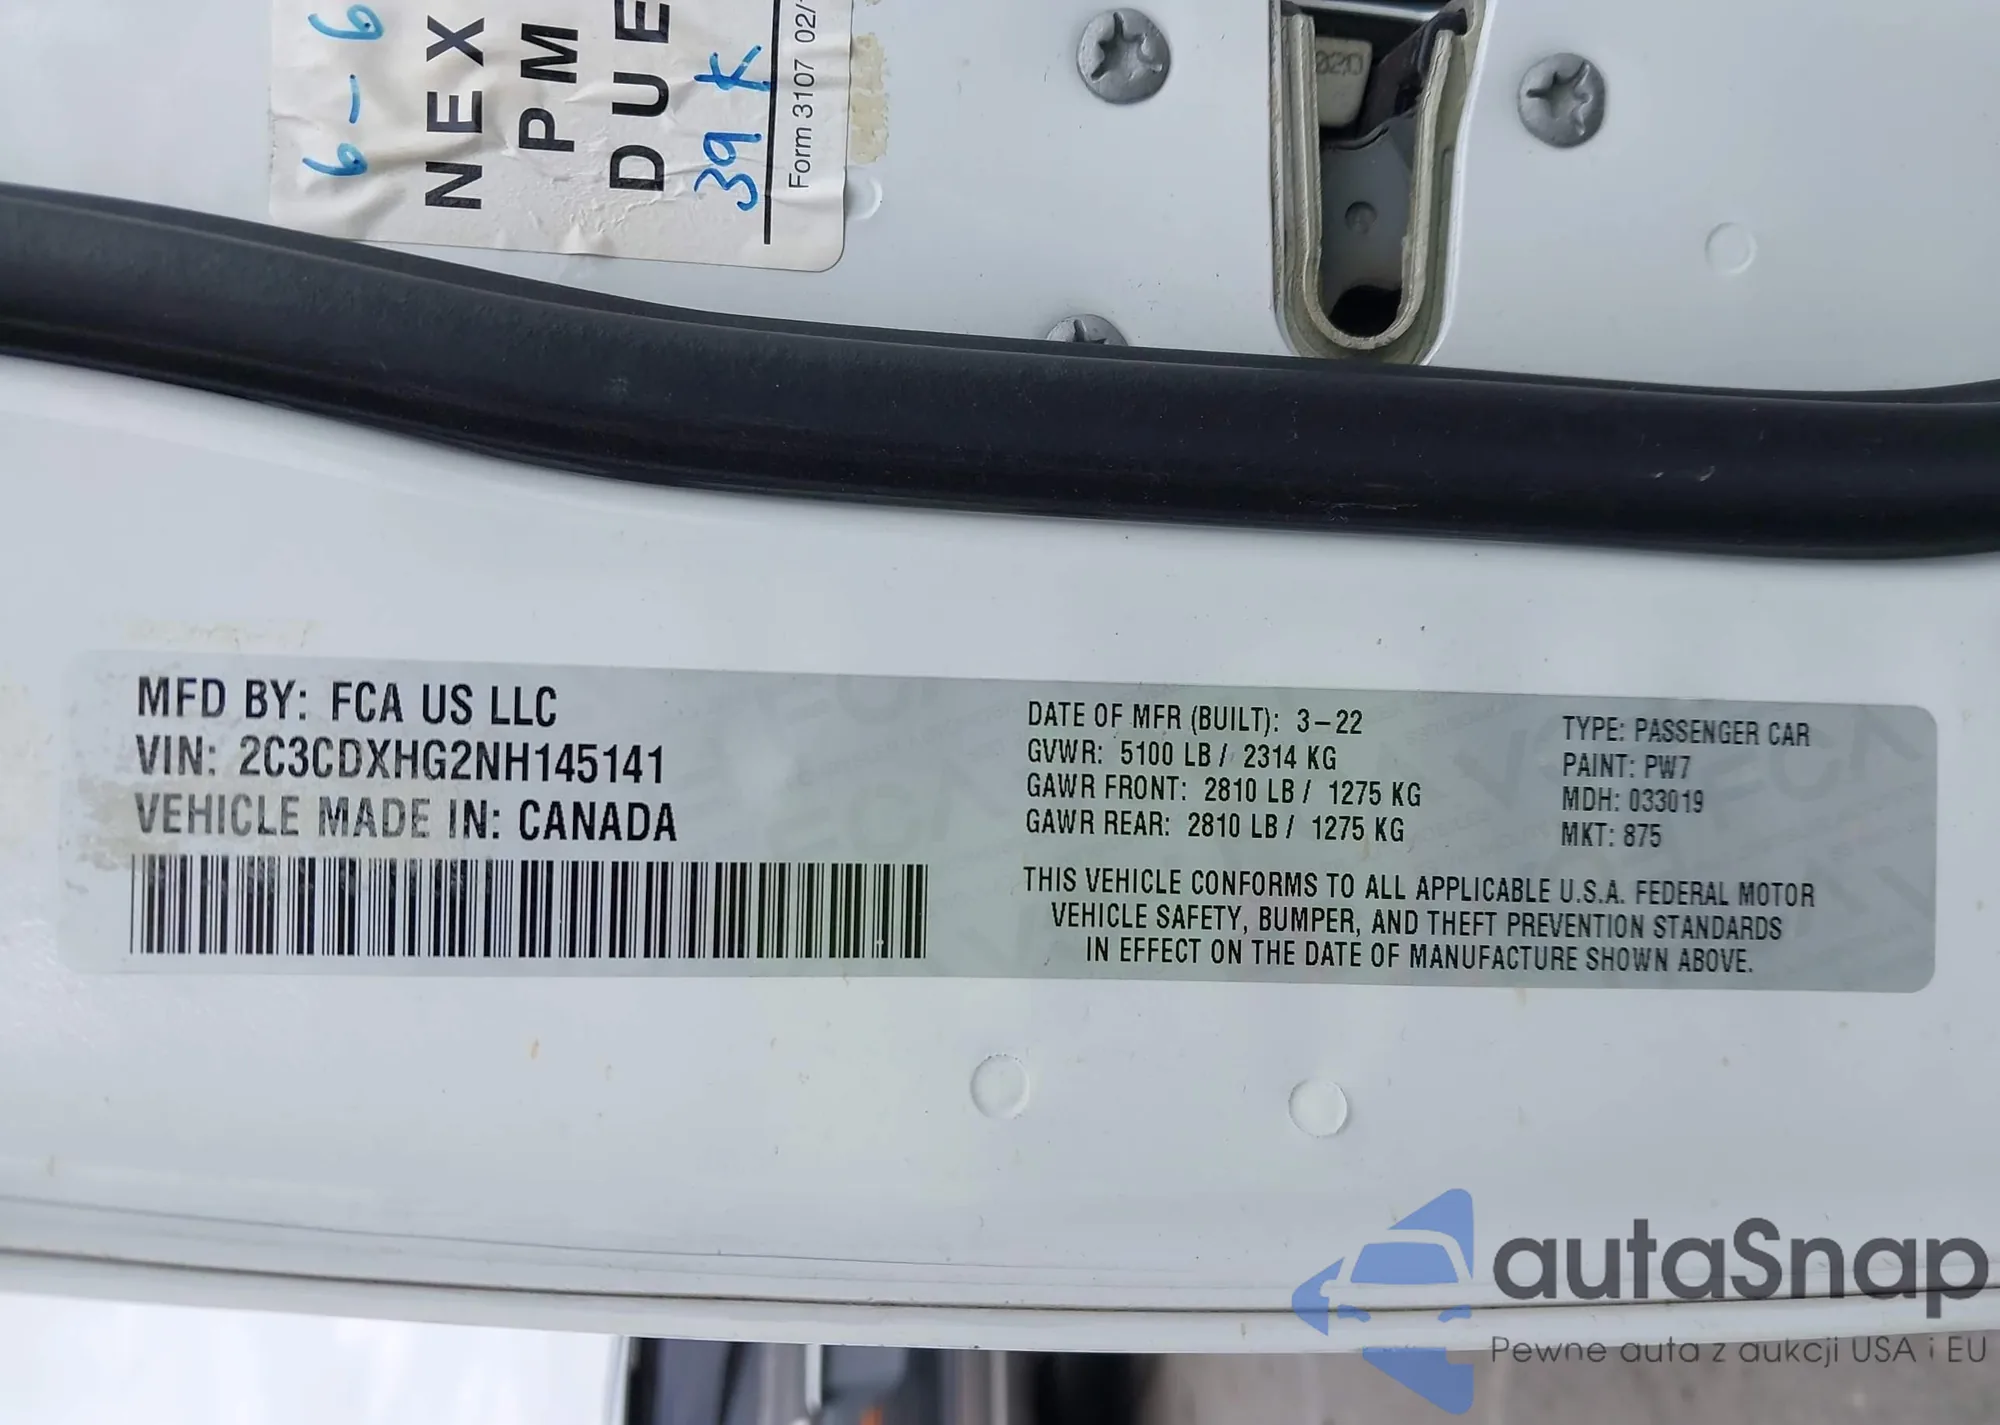 6-6
NEX
PM
DUE
39K
Form 3107 02/
020
MFD BY: FCA US LLC
VIN: 2C3CDXHG2NH145141
VEHICLE MADE IN: CANADA
DATE OF MFR (BUILT): 3-22
GVWR: 5100 LB / 2314 KG
GAWR FRONT: 2810 LB / 1275 KG
GAWR REAR: 2810 LB / 1275 KG
TYPE: PASSENGER CAR
PAINT: PW7
MDH: 033019
MKT: 875
THIS VEHICLE CONFORMS TO ALL APPLICABLE U.S.A. FEDERAL MOTOR
VEHICLE SAFETY, BUMPER, AND THEFT PREVENTION STANDARDS
IN EFFECT ON THE DATE OF MANUFACTURE SHOWN ABOVE.
autaSnap
Pewne auta z aukcji USA i EU